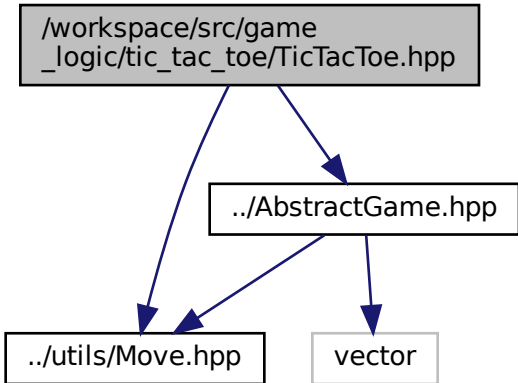 /workspace/src/game
_logic/tic_tac_toe/TicTacToe.hpp
../AbstractGame.hpp
../utils/Move.hpp
vector